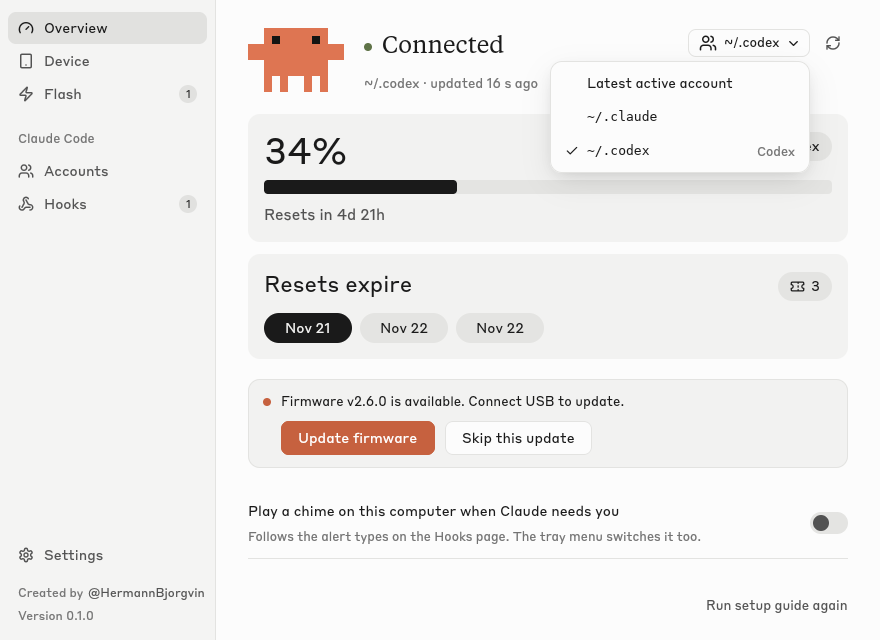 Overview
Device
Flash 1
Claude Code
Accounts
Hooks 1
Settings
Created by @HermannBjorgvin
Version 0.1.0
Connected
~/.codex · updated 16 s ago
~/.codex
Latest active account
~/.claude
~/.codex Codex
34%
Resets in 4d 21h
Resets expire
3
Nov 21 Nov 22 Nov 22
Firmware v2.6.0 is available. Connect USB to update.
Update firmware Skip this update
Play a chime on this computer when Claude needs you
Follows the alert types on the Hooks page. The tray menu switches it too.
Run setup guide again